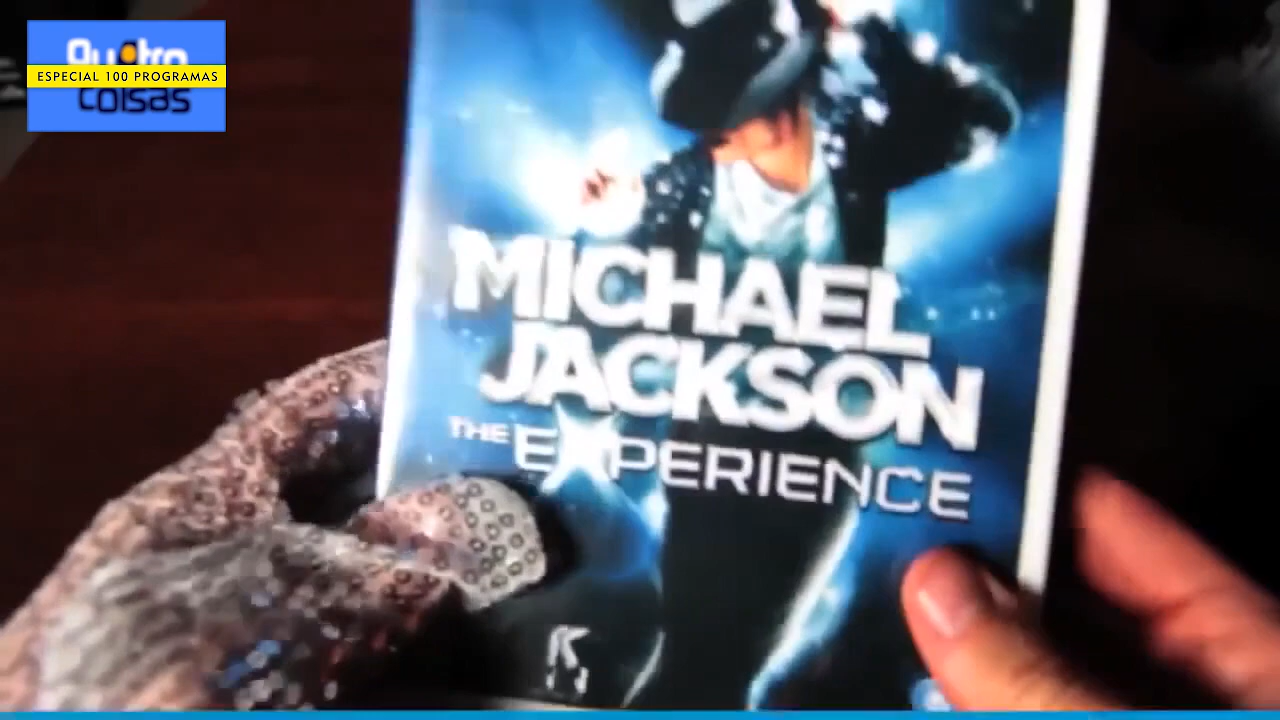 Quatro
ESPECIAL 100 PROGRAMAS
coisas
MICHAEL
JACKSON
THE EXPERIENCE